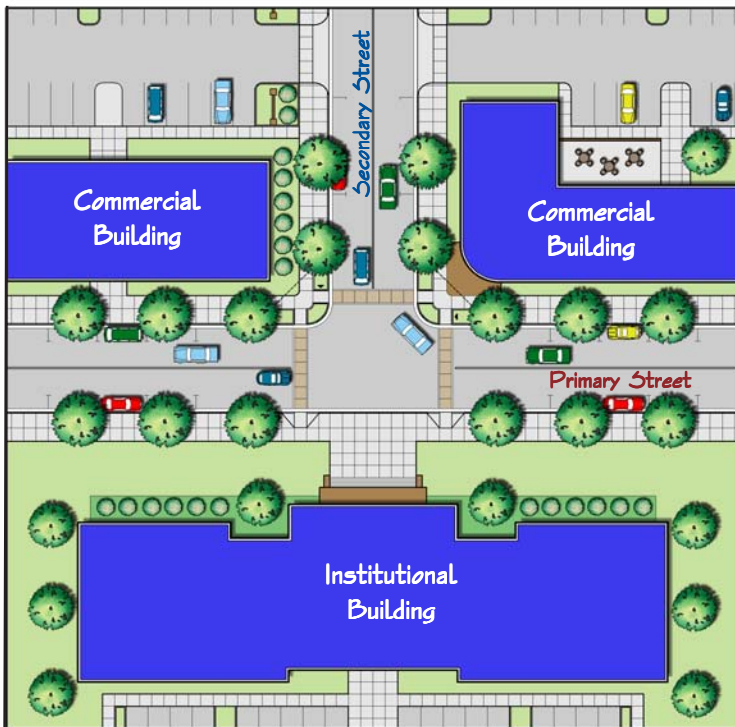 Secondary Street
Commercial
Building
Commercial
Building
Primary Street
Institutional
Building